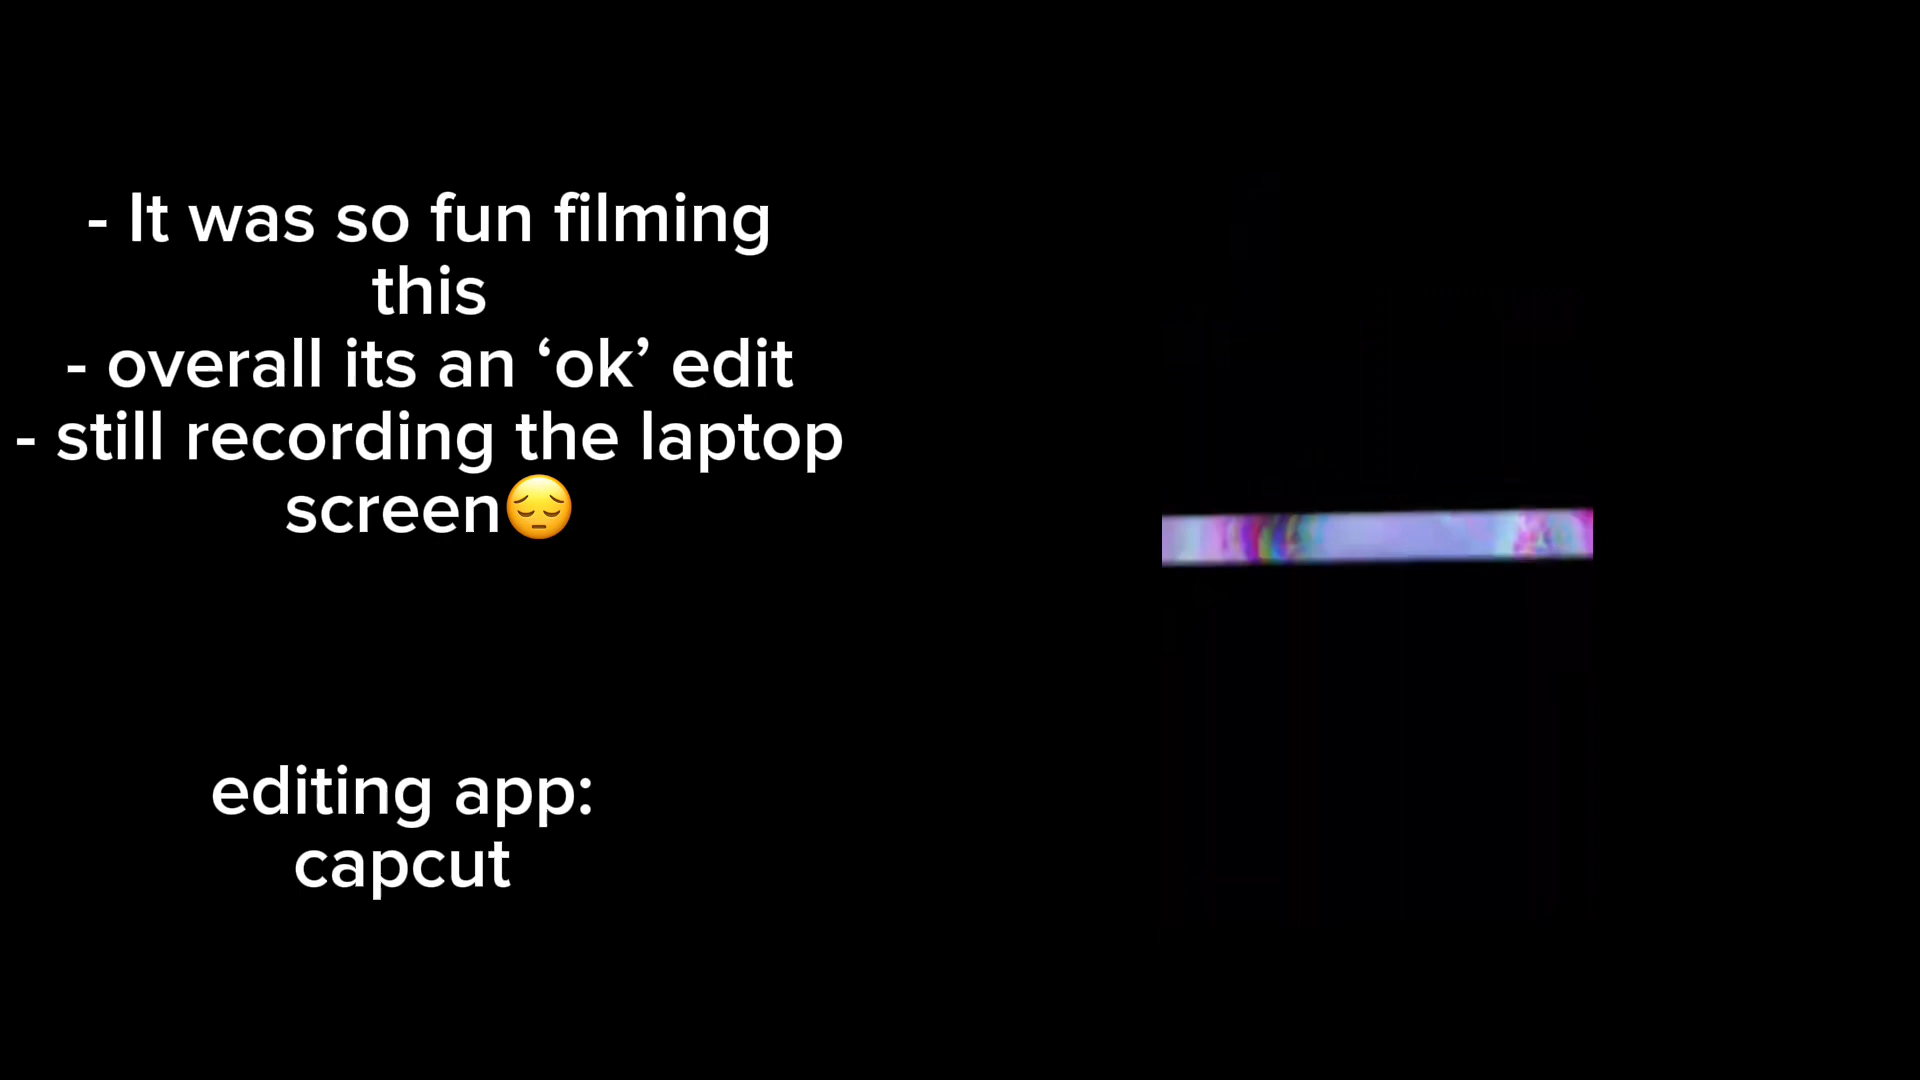 - It was so fun filming
this
- overall its an ‘ok’ edit
- still recording the laptop
screen😔
editing app:
capcut